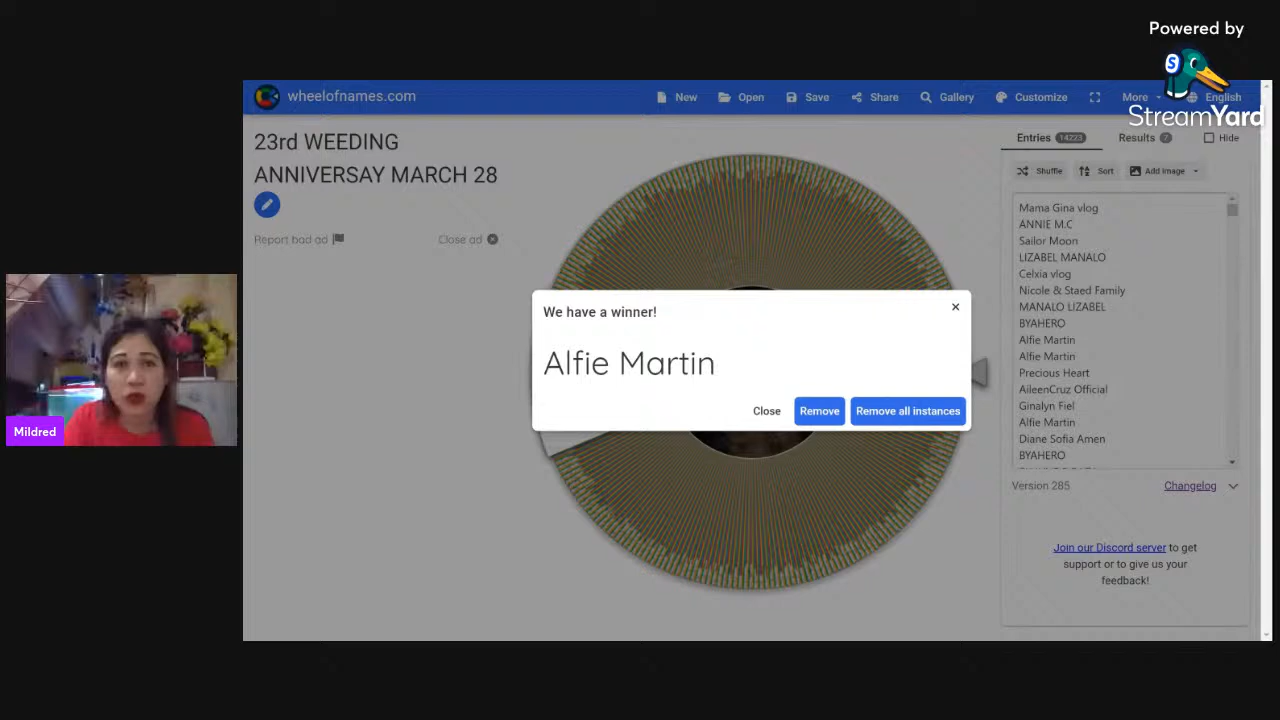 Powered by
StreamYard
wheelofnames.com
New
Open
Save
Share
Gallery
Customize
More
English
23rd WEEDING
ANNIVERSAY MARCH 28
Report bad ad
Close ad
Entries 14223
Results 7
Hide
Shuffle
Sort
Add image
Mama Gina vlog
ANNIE M.C
Sailor Moon
LIZABEL MANALO
Celxia vlog
Nicole & Staed Family
MANALO LIZABEL
BYAHERO
Alfie Martin
Alfie Martin
Precious Heart
AileenCruz Official
Ginalyn Fiel
Alfie Martin
Diane Sofia Amen
BYAHERO
We have a winner!
Alfie Martin
Close
Remove
Remove all instances
Version 285
Changelog
Join our Discord server to get
support or to give us your
feedback!
Mildred